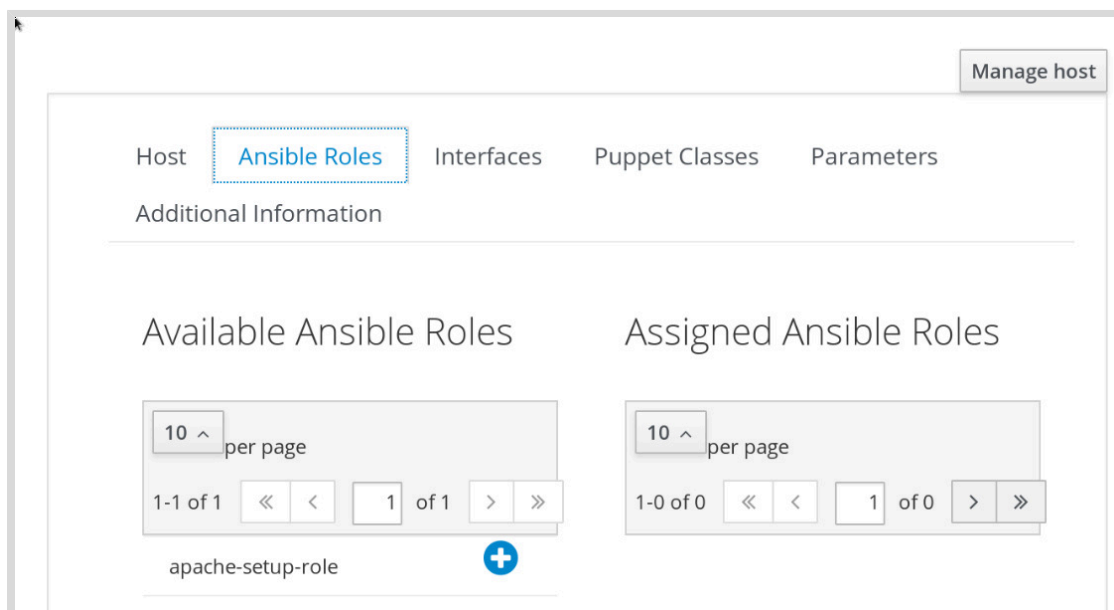 Manage host
Host Ansible Roles Interfaces Puppet Classes Parameters
Additional Information
Available Ansible Roles
10 per page
1-1 of 1 « < 1 of 1 > »
apache-setup-role
Assigned Ansible Roles
10 per page
1-0 of 0 « < 1 of 0 > »